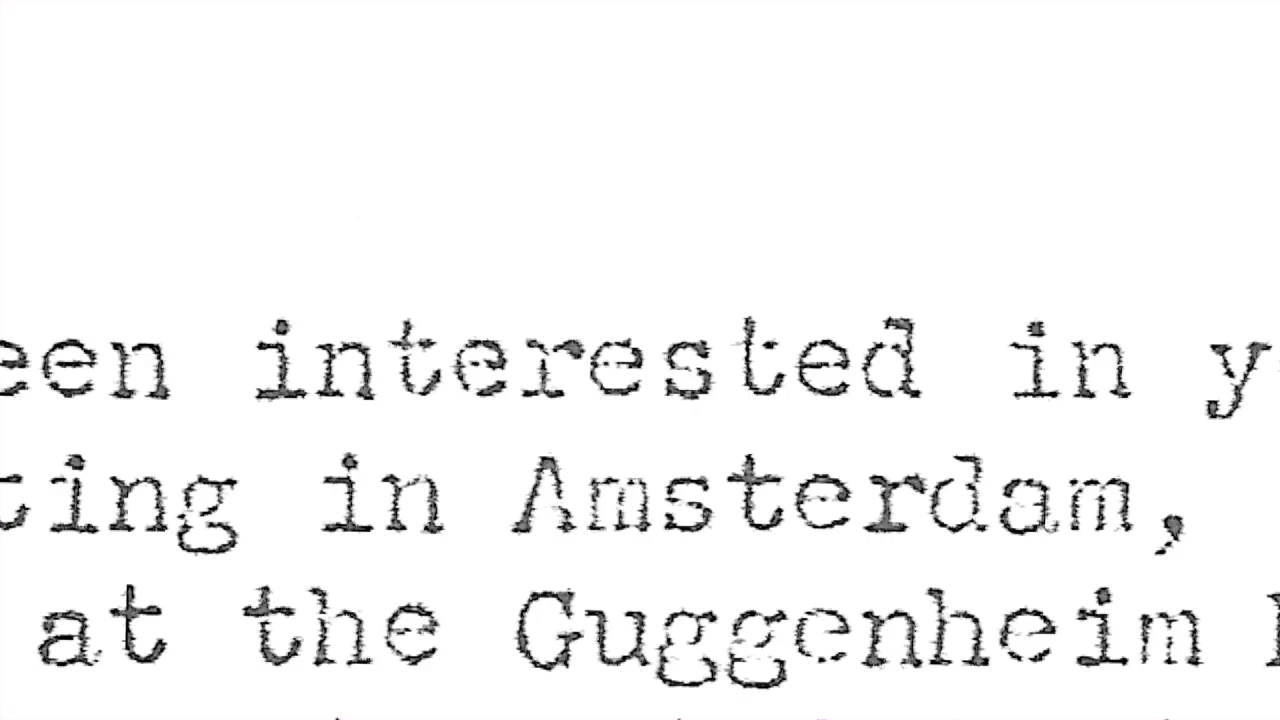 een interested in y
ting in Amsterdam,
at the Guggenheim